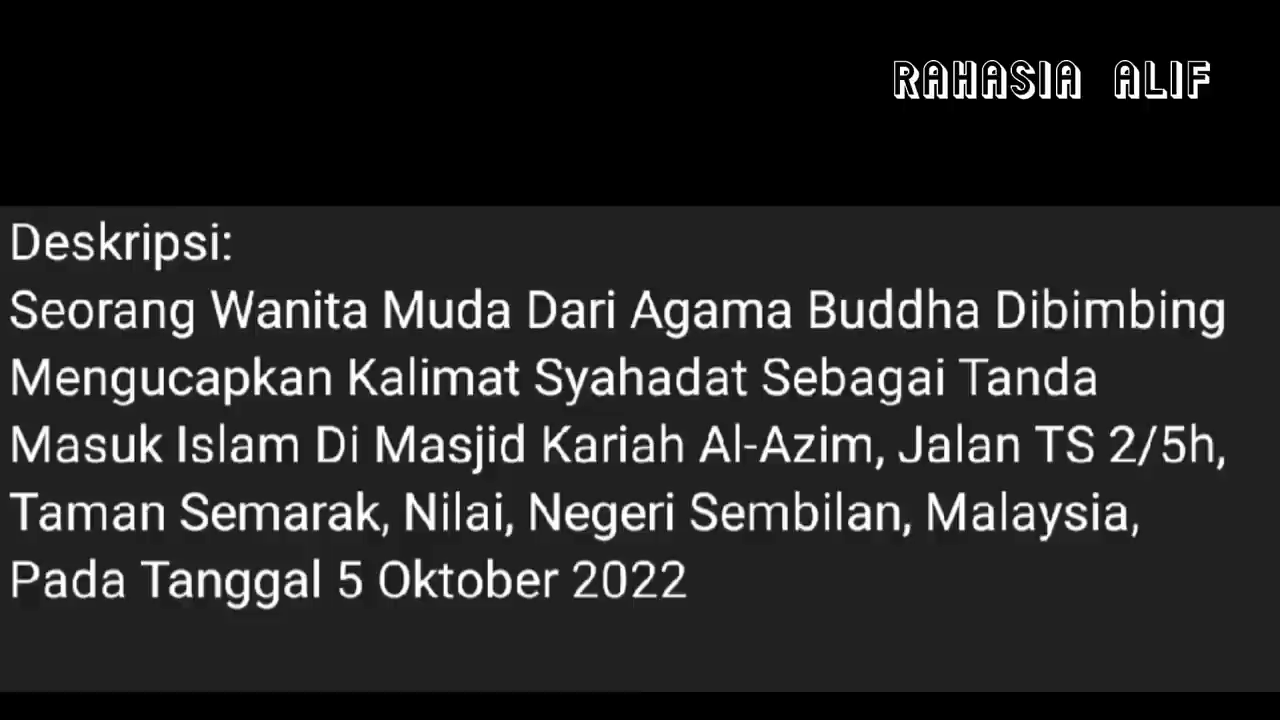 RAHASIA ALIF
Deskripsi:
Seorang Wanita Muda Dari Agama Buddha Dibimbing
Mengucapkan Kalimat Syahadat Sebagai Tanda
Masuk Islam Di Masjid Kariah Al-Azim, Jalan TS 2/5h,
Taman Semarak, Nilai, Negeri Sembilan, Malaysia,
Pada Tanggal 5 Oktober 2022